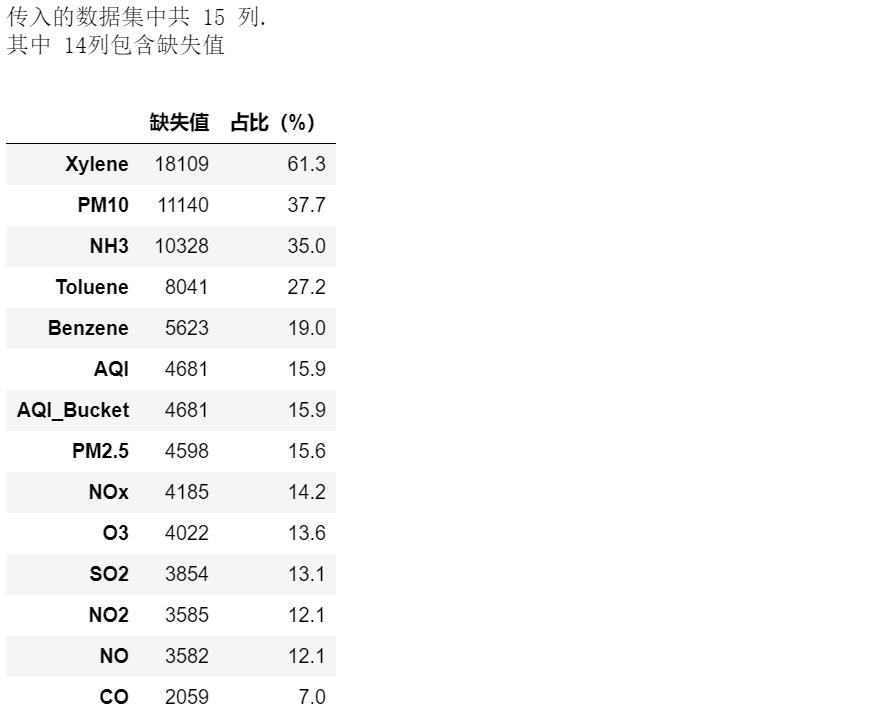 传入的数据集中共 15 列.
其中 14列包含缺失值
缺失值 占比（%）
Xylene 18109 61.3
PM10 11140 37.7
NH3 10328 35.0
Toluene 8041 27.2
Benzene 5623 19.0
AQI 4681 15.9
AQI_Bucket 4681 15.9
PM2.5 4598 15.6
NOx 4185 14.2
O3 4022 13.6
SO2 3854 13.1
NO2 3585 12.1
NO 3582 12.1
CO 2059 7.0